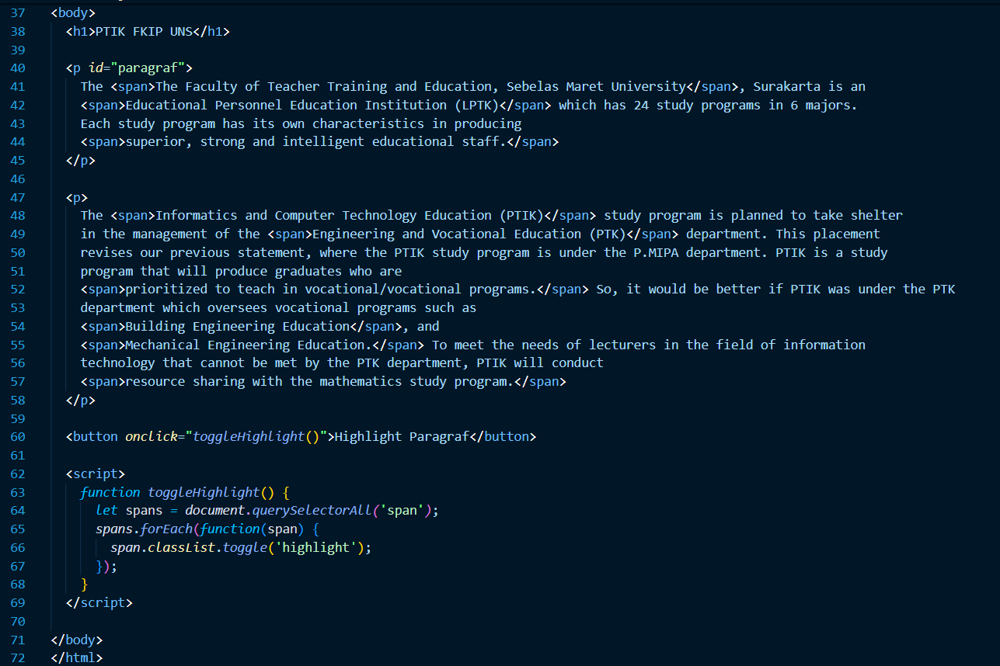 37 <body>
38 <h1>PTIK FKIP UNS</h1>
39
40 <p id="paragraf">
41 The <span>The Faculty of Teacher Training and Education, Sebelas Maret University</span>, Surakarta is an
42 <span>Educational Personnel Education Institution (LPTK)</span> which has 24 study programs in 6 majors.
43 Each study program has its own characteristics in producing
44 <span>superior, strong and intelligent educational staff.</span>
45 </p>
46
47 <p>
48 The <span>Informatics and Computer Technology Education (PTIK)</span> study program is planned to take shelter
49 in the management of the <span>Engineering and Vocational Education (PTK)</span> department. This placement
50 revises our previous statement, where the PTIK study program is under the P.MIPA department. PTIK is a study
51 program that will produce graduates who are
52 <span>prioritized to teach in vocational/vocational programs.</span> So, it would be better if PTIK was under the PTK
53 department which oversees vocational programs such as
54 <span>Building Engineering Education</span>, and
55 <span>Mechanical Engineering Education.</span> To meet the needs of lecturers in the field of information
56 technology that cannot be met by the PTK department, PTIK will conduct
57 <span>resource sharing with the mathematics study program.</span>
58 </p>
59
60 <button onclick="toggleHighlight()">Highlight Paragraf</button>
61
62 <script>
63 function toggleHighlight() {
64 let spans = document.querySelectorAll('span');
65 spans.forEach(function(span) {
66 span.classList.toggle('highlight');
67 });
68 }
69 </script>
70
71 </body>
72 </html>